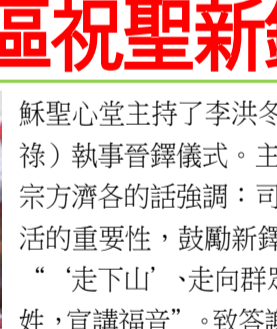 區祝聖新鐸
穌聖心堂主持了李洪冬
祿）執事晉鐸儀式。主
宗方濟各的話強調：司
活的重要性，鼓勵新鐸
“‘走下山’、走向群眾
姓，宣講福音”。致答謝